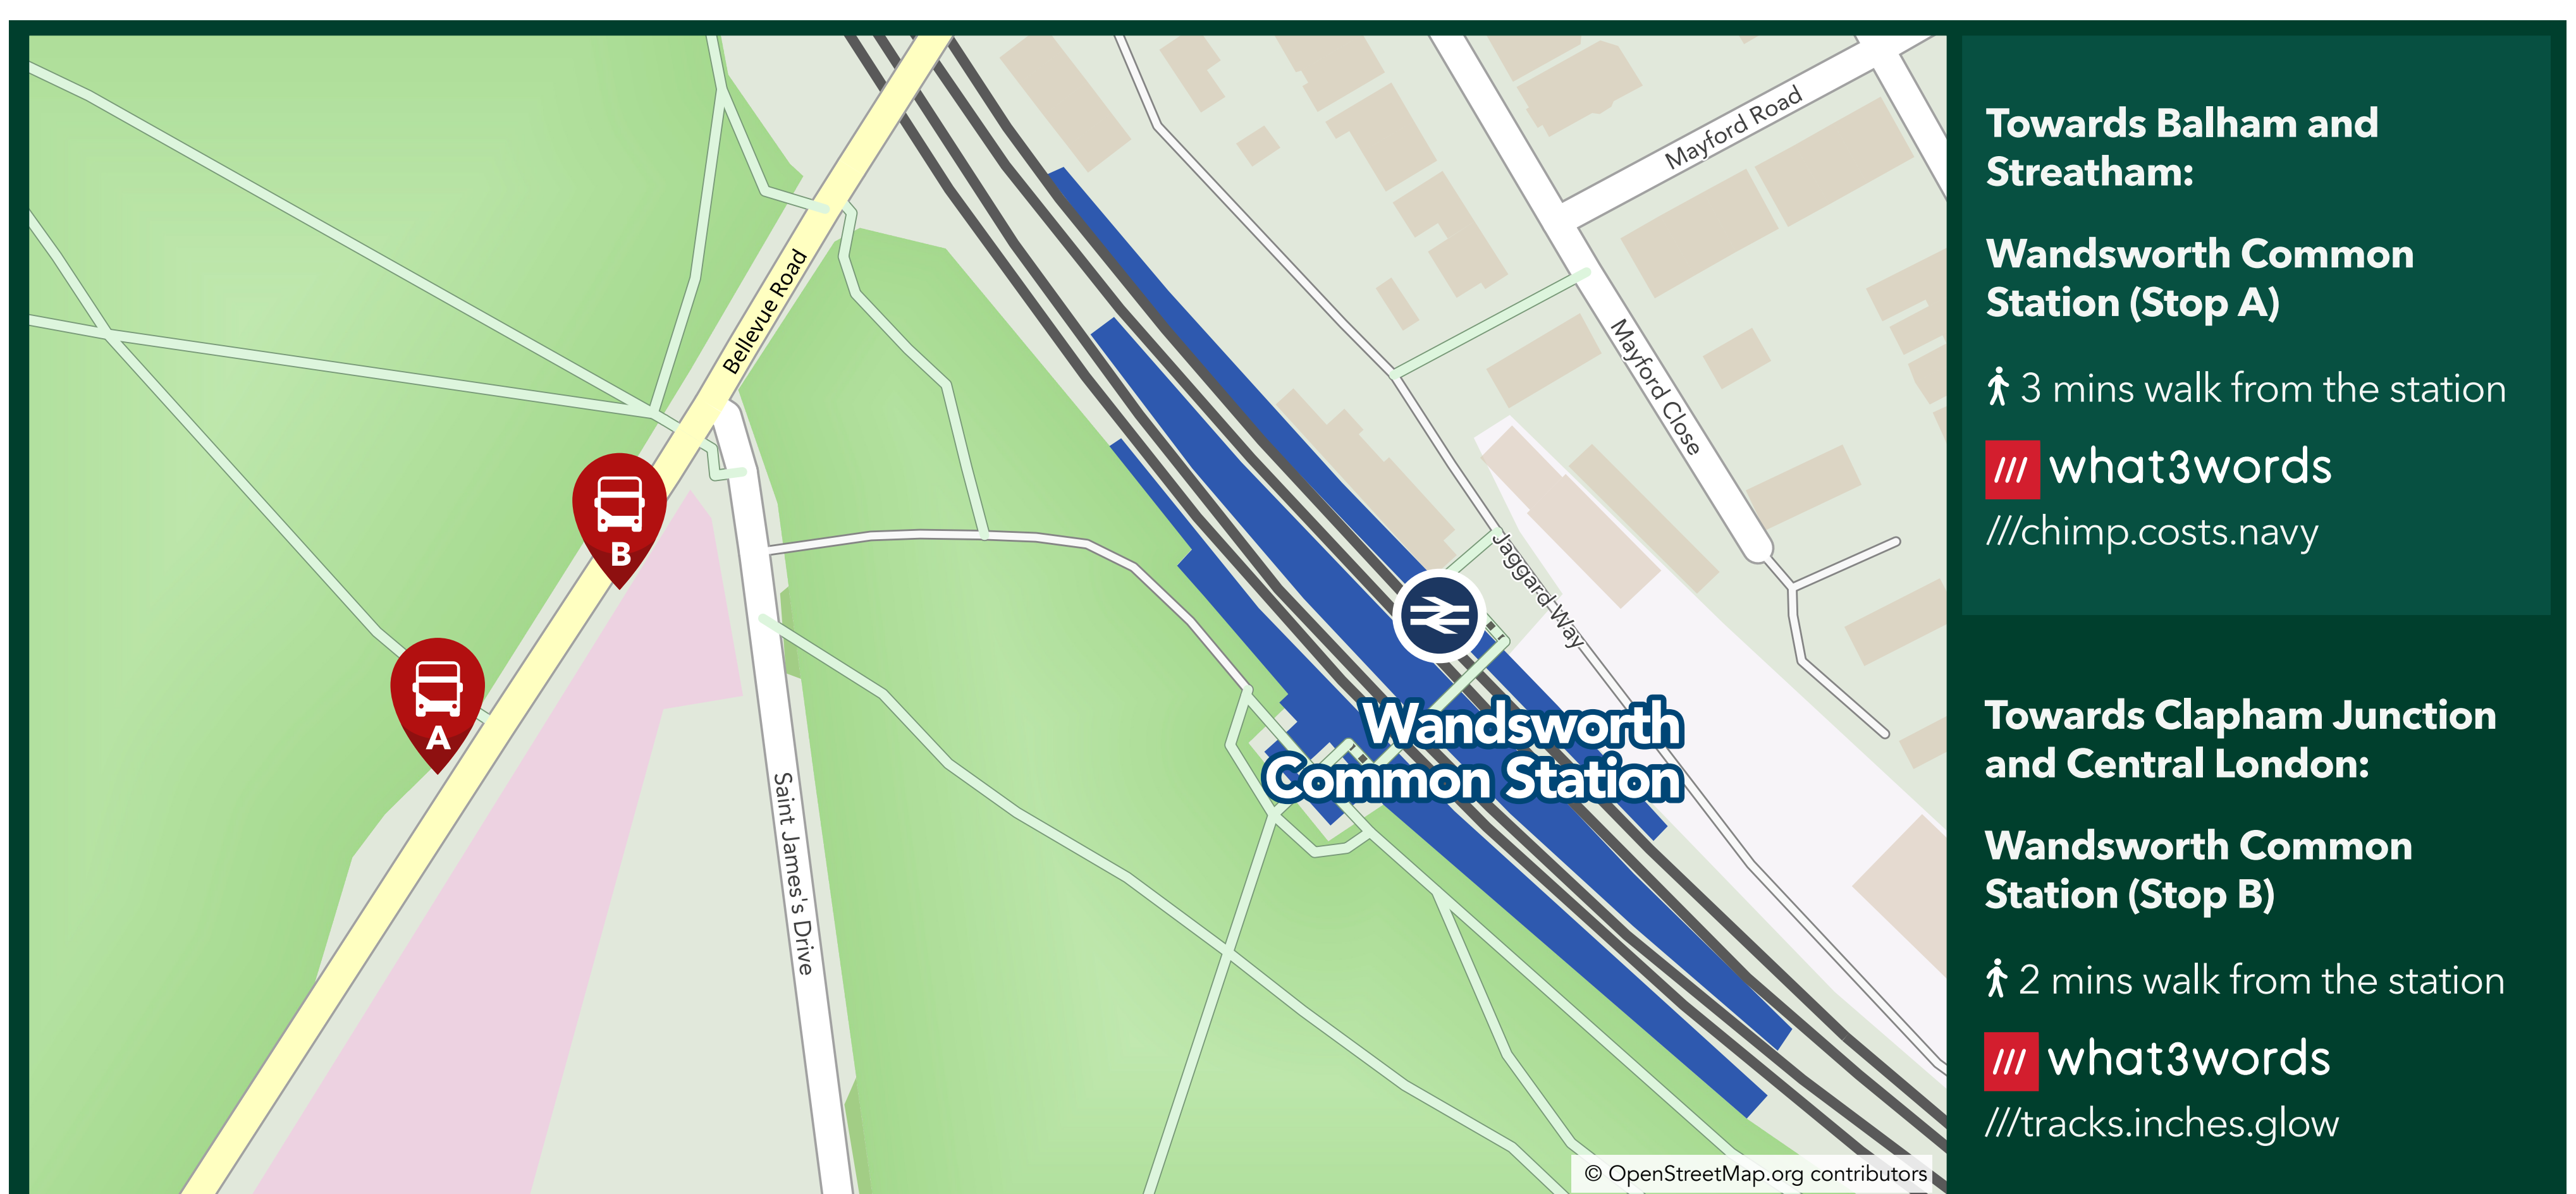 Bellevue Road
Mayford Road
Mayford Close
Jaggard Way
B
A
Saint James's Drive
Wandsworth
Common Station
© OpenStreetMap.org contributors
Towards Balham and
Streatham:
Wandsworth Common
Station (Stop A)
3 mins walk from the station
/// what3words
///chimp.costs.navy
Towards Clapham Junction
and Central London:
Wandsworth Common
Station (Stop B)
2 mins walk from the station
/// what3words
///tracks.inches.glow